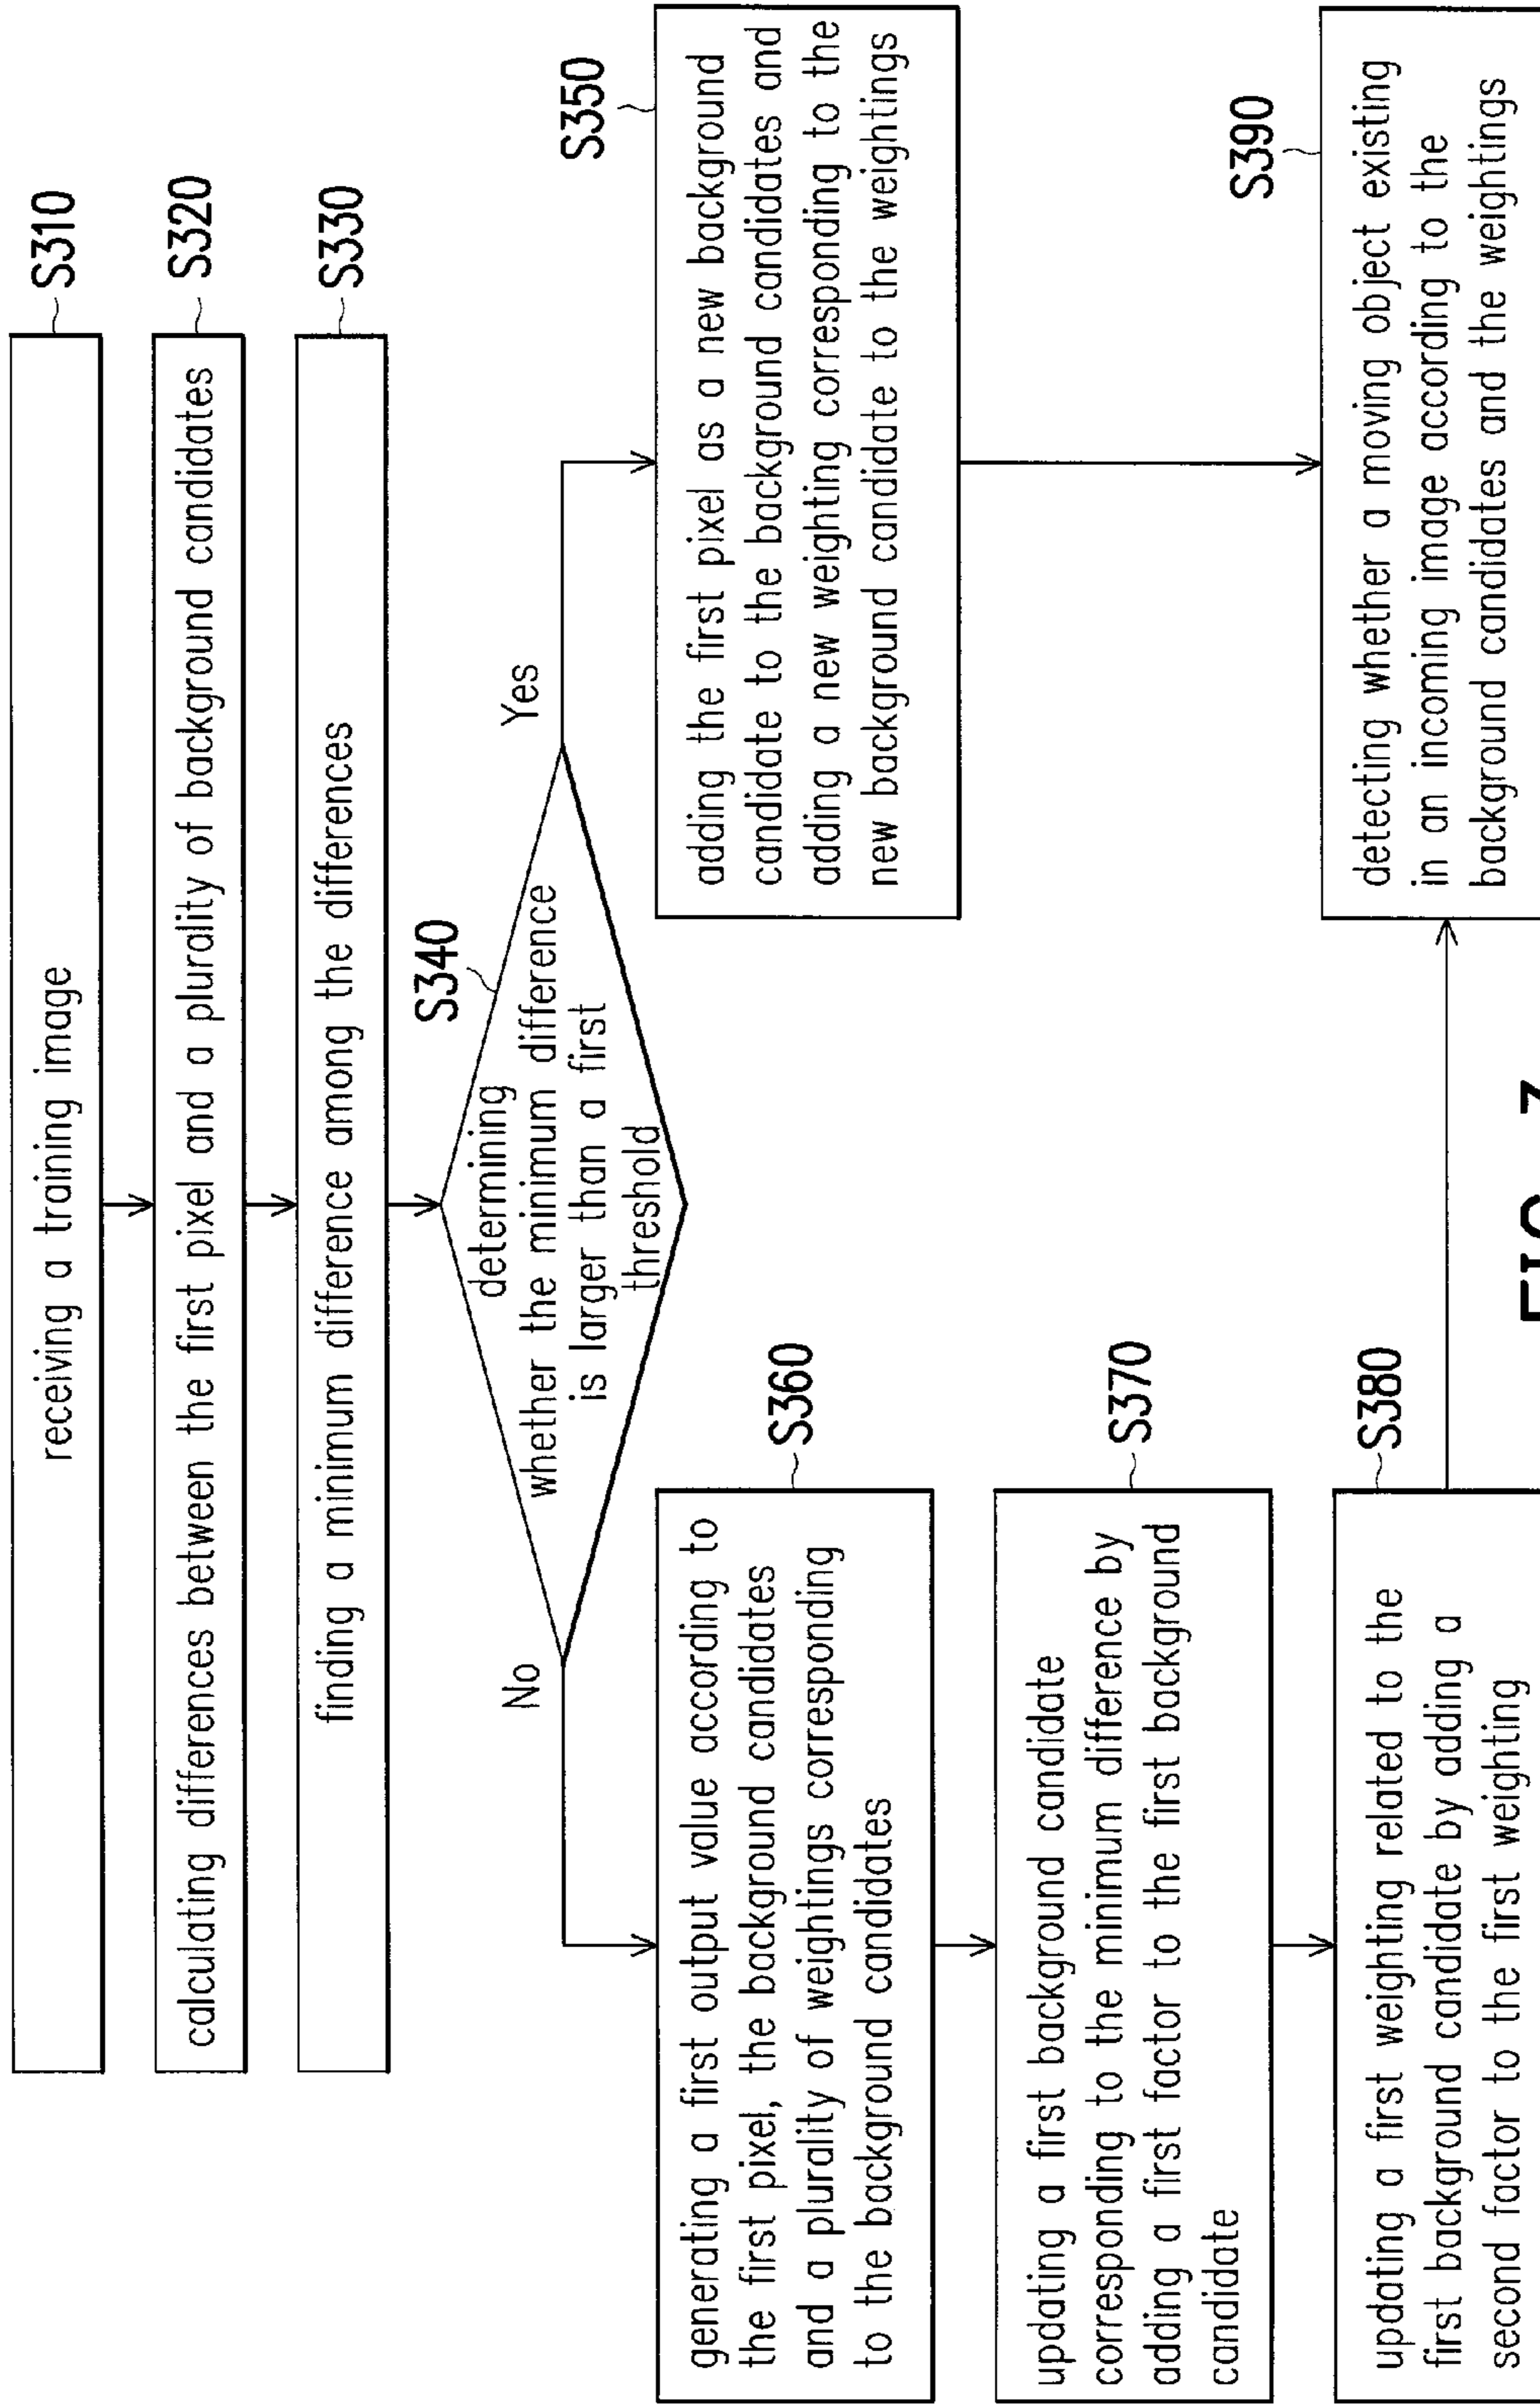 receiving a training image
S310
calculating differences between the first pixel and a plurality of background candidates
S320
finding a minimum difference among the differences
S330
S340
determining
whether the minimum difference
is larger than a first
threshold
No
Yes
S350
adding the first pixel as a new background
candidate to the background candidates and
adding a new weighting corresponding to the
new background candidate to the weightings
S360
generating a first output value according to
the first pixel, the background candidates
and a plurality of weightings corresponding
to the background candidates
S370
updating a first background candidate
corresponding to the minimum difference by
adding a first factor to the first background
candidate
S380
updating a first weighting related to the
first background candidate by adding a
second factor to the first weighting
S390
detecting whether a moving object existing
in an incoming image according to the
background candidates and the weightings
FIG. 3